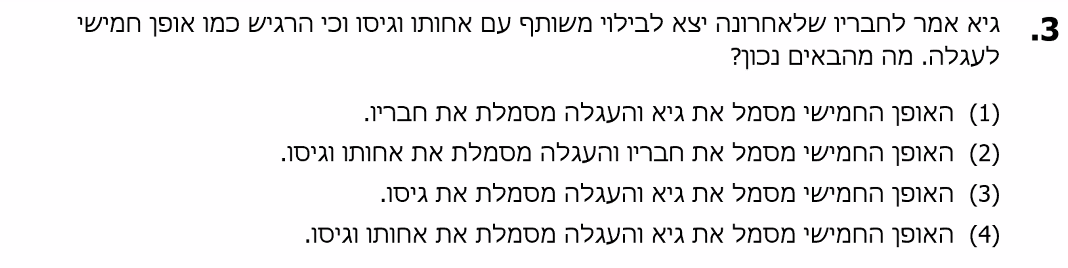 3. גיא אמר לחבריו שלאחרונה יצא לבילוי משותף עם אחותו וגיסו וכי הרגיש כמו אופן חמישי
לעגלה. מה מהבאים נכון?
(1) האופן החמישי מסמל את גיא והעגלה מסמלת את חבריו.
(2) האופן החמישי מסמל את חבריו והעגלה מסמלת את אחותו וגיסו.
(3) האופן החמישי מסמל את גיא והעגלה מסמלת את גיסו.
(4) האופן החמישי מסמל את גיא והעגלה מסמלת את אחותו וגיסו.